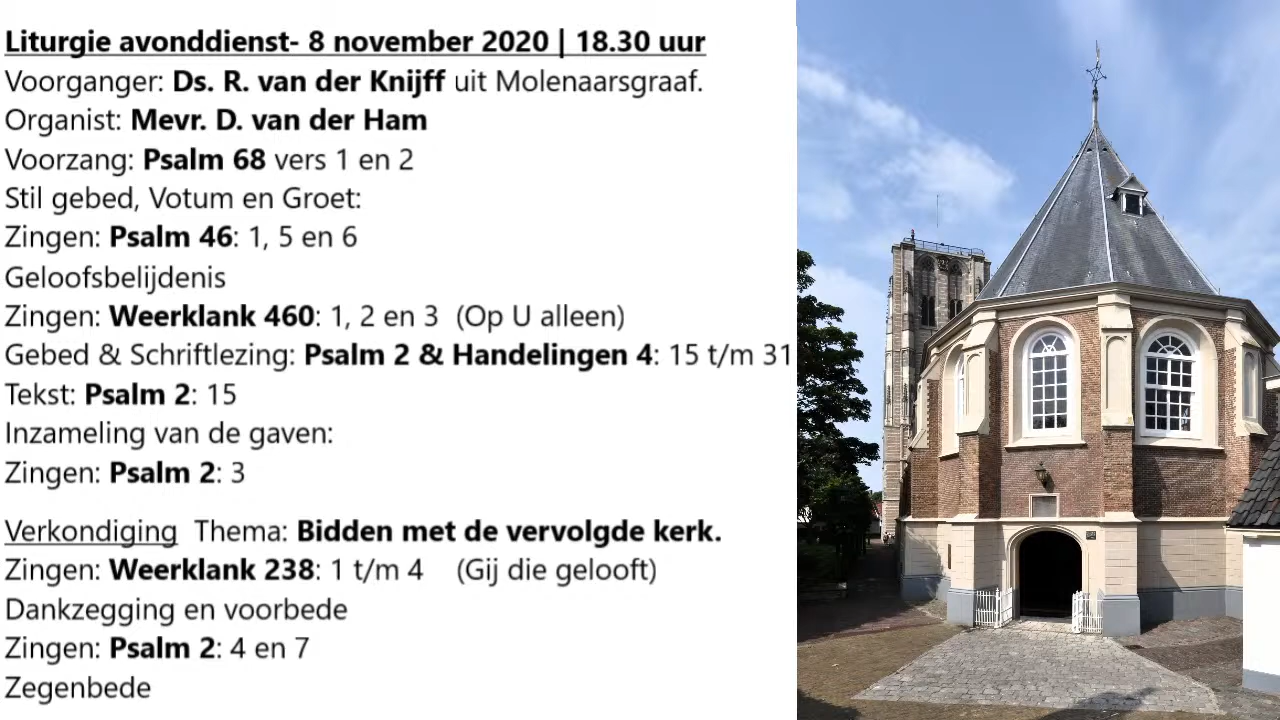 Liturgie avonddienst- 8 november 2020 | 18.30 uur
Voorganger: Ds. R. van der Knijff uit Molenaarsgraaf.
Organist: Mevr. D. van der Ham
Voorzang: Psalm 68 vers 1 en 2
Stil gebed, Votum en Groet:
Zingen: Psalm 46: 1, 5 en 6
Geloofsbelijdenis
Zingen: Weerklank 460: 1, 2 en 3 (Op U alleen)
Gebed & Schriftlezing: Psalm 2 & Handelingen 4: 15 t/m 31
Tekst: Psalm 2: 15
Inzameling van de gaven:
Zingen: Psalm 2: 3
Verkondiging Thema: Bidden met de vervolgde kerk.
Zingen: Weerklank 238: 1 t/m 4 (Gij die gelooft)
Dankzegging en voorbede
Zingen: Psalm 2: 4 en 7
Zegenbede